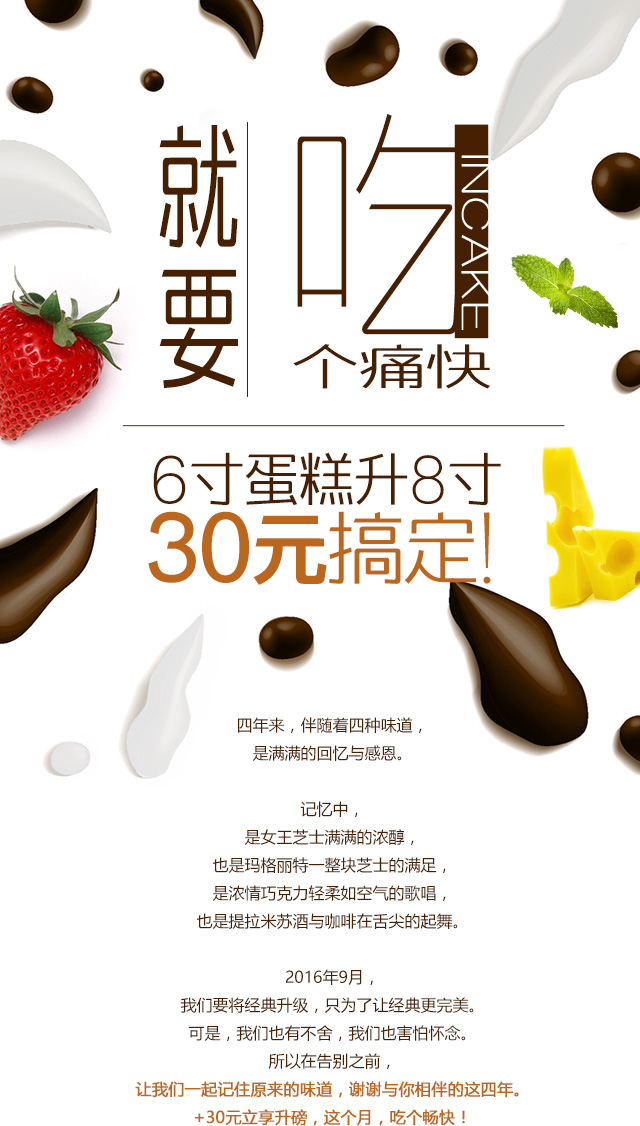 就要
吃
INCAKE
个痛快
6寸蛋糕升8寸
30元搞定!
四年来，伴随着四种味道，
是满满的回忆与感恩。
记忆中，
是女王芝士满满的浓醇，
也是玛格丽特一整块芝士的满足，
是浓情巧克力轻柔如空气的歌唱，
也是提拉米苏酒与咖啡在舌尖的起舞。
2016年9月，
我们要将经典升级，只为了让经典更完美。
可是，我们也有不舍，我们也害怕怀念。
所以在告别之前，
让我们一起记住原来的味道，谢谢与你相伴的这四年。
+30元立享升磅，这个月，吃个畅快！